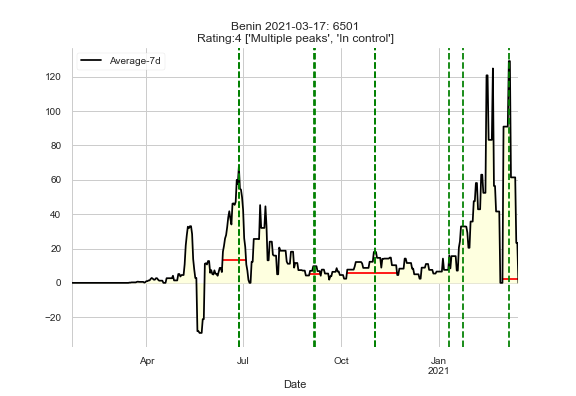 Benin 2021-03-17: 6501
Rating:4 ['Multiple peaks', 'In control']
Average-7d
120
100
80
60
40
20
0
−20
Apr
Jul
Oct
Jan
2021
Date